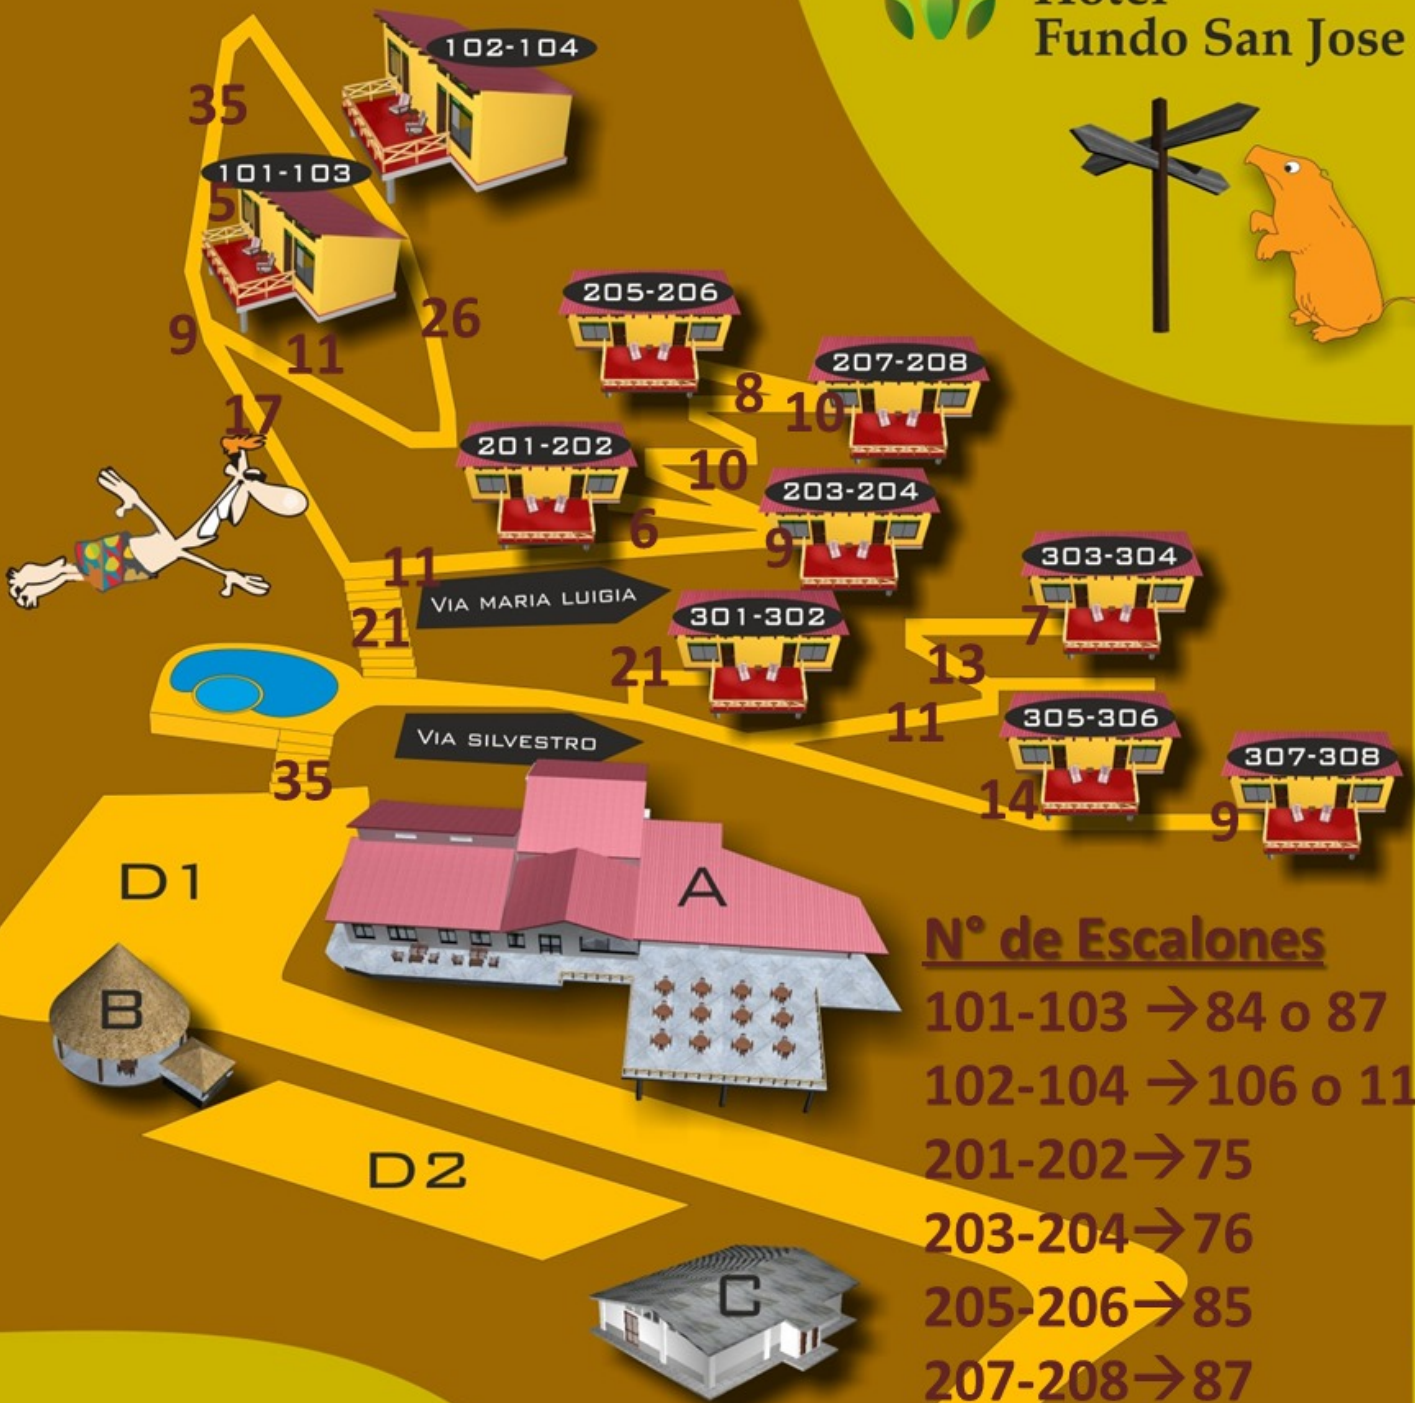 Hotel
Fundo San Jose
102-104
35
101-103
5
205-206
26
9
11
207-208
8
10
17
201-202
10
203-204
6
9
303-304
11
VIA MARIA LUIGIA
301-302
21
7
21
13
305-306
11
VIA SILVESTRO
307-308
35
14
9
D1
A
B
D2
C
N° de Escalones
101-103 → 84 o 87
102-104 → 106 o 11
201-202 → 75
203-204 → 76
205-206 → 85
207-208 → 87